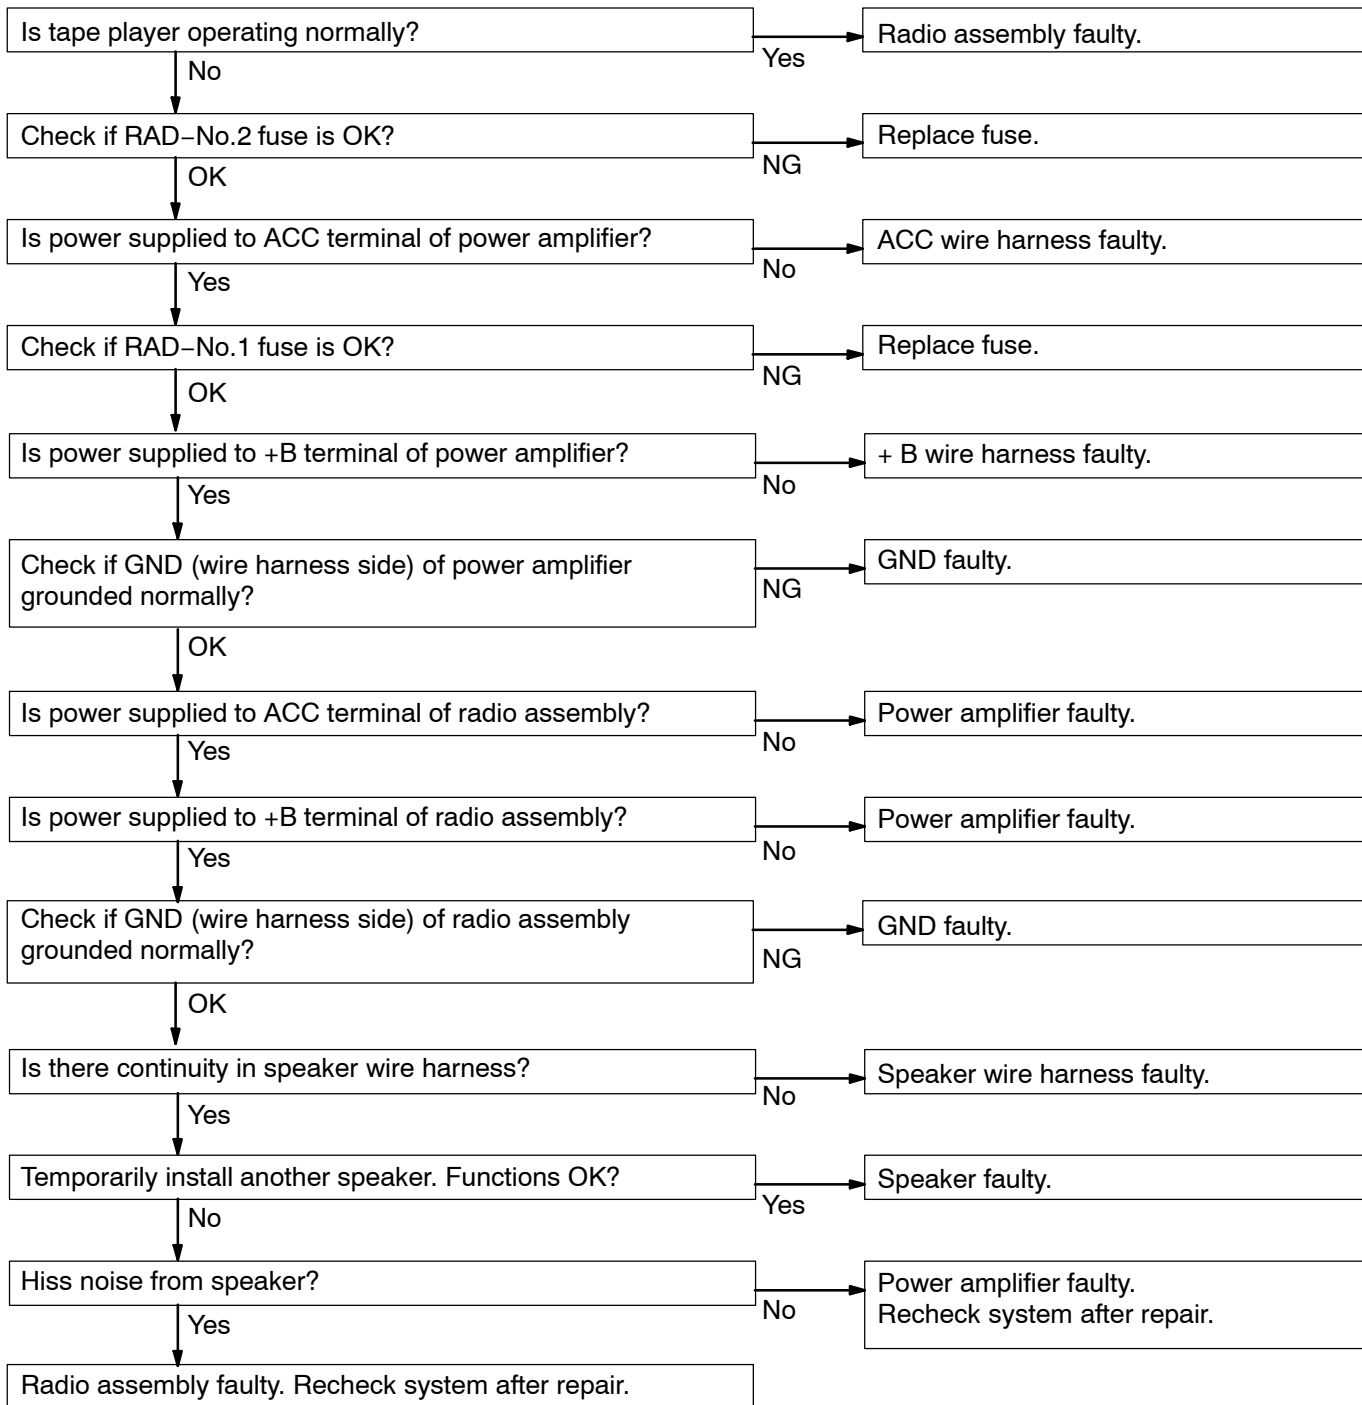 Is tape player operating normally?
Yes
Radio assembly faulty.
No
Check if RAD−No.2 fuse is OK?
NG
Replace fuse.
OK
Is power supplied to ACC terminal of power amplifier?
No
ACC wire harness faulty.
Yes
Check if RAD−No.1 fuse is OK?
NG
Replace fuse.
OK
Is power supplied to +B terminal of power amplifier?
No
+ B wire harness faulty.
Yes
Check if GND (wire harness side) of power amplifier
grounded normally?
NG
GND faulty.
OK
Is power supplied to ACC terminal of radio assembly?
No
Power amplifier faulty.
Yes
Is power supplied to +B terminal of radio assembly?
No
Power amplifier faulty.
Yes
Check if GND (wire harness side) of radio assembly
grounded normally?
NG
GND faulty.
OK
Is there continuity in speaker wire harness?
No
Speaker wire harness faulty.
Yes
Temporarily install another speaker. Functions OK?
Yes
Speaker faulty.
No
Hiss noise from speaker?
No
Power amplifier faulty.
Recheck system after repair.
Yes
Radio assembly faulty. Recheck system after repair.